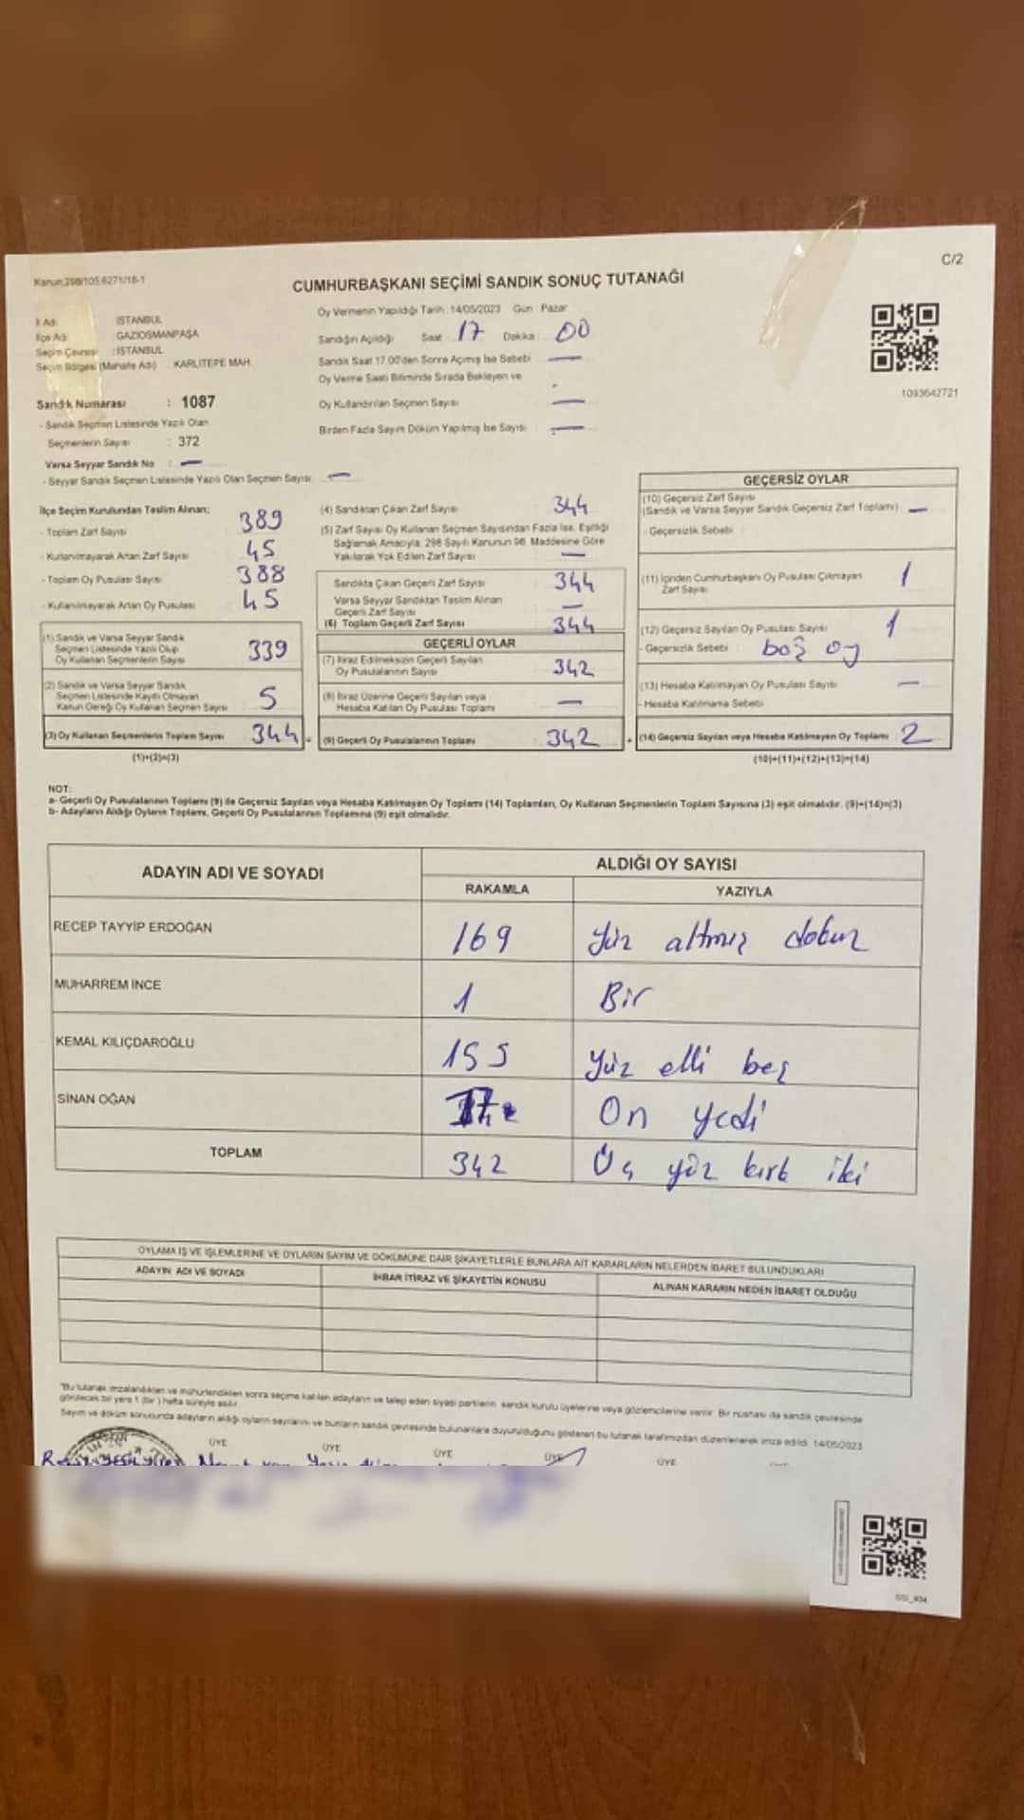 Kanun:298/105.6271/18-1
C/2
CUMHURBAŞKANI SEÇİMİ SANDIK SONUÇ TUTANAĞI
İl Adı : İSTANBUL
İlçe Adı : GAZİOSMANPAŞA
Seçim Çevresi : İSTANBUL
Seçim Bölgesi (Mahalle Adı) : KARLITEPE MAH.
Sandık Numarası : 1087
- Sandık Seçmen Listesinde Yazılı Olan
Seçmenlerin Sayısı : 372
Varsa Seyyar Sandık No : —
- Seyyar Sandık Seçmen Listesinde Yazılı Olan Seçmen Sayısı : —
Oy Vermenin Yapıldığı Tarih : 14/05/2023 Gün : Pazar
Sandığın Açıldığı Saat : 17 Dakika : 00
Sandık Saat 17.00'den Sonra Açılmış İse Sebebi : —
Oy Verme Saati Bitiminde Sırada Bekleyen ve
Oy Kullandırılan Seçmen Sayısı : —
Birden Fazla Sayım Döküm Yapılmış İse Sayısı : —
1093642721
İlçe Seçim Kurulundan Teslim Alınan;
- Toplam Zarf Sayısı : 389
- Kullanılmayarak Artan Zarf Sayısı : 45
- Toplam Oy Pusulası Sayısı : 388
- Kullanılmayarak Artan Oy Pusulası : 45
(1) Sandık ve Varsa Seyyar Sandık
Seçmen Listesinde Yazılı Olup
Oy Kullanan Seçmenlerin Sayısı 339
(2) Sandık ve Varsa Seyyar Sandık
Seçmen Listesinde Kayıtlı Olmayan
Kanun Gereği Oy Kullanan Seçmen Sayısı 5
(3) Oy Kullanan Seçmenlerin Toplam Sayısı 344 =
(1)+(2)=(3)
(4) Sandıktan Çıkan Zarf Sayısı : 344
(5) Zarf Sayısı Oy Kullanan Seçmen Sayısından Fazla İse, Eşitliği
Sağlamak Amacıyla; 298 Sayılı Kanunun 98. Maddesine Göre
Yakılarak Yok Edilen Zarf Sayısı : —
Sandıkta Çıkan Geçerli Zarf Sayısı 344
Varsa Seyyar Sandıktan Teslim Alınan
Geçerli Zarf Sayısı —
(6) Toplam Geçerli Zarf Sayısı 344
GEÇERLİ OYLAR
(7) İtiraz Edilmeksizin Geçerli Sayılan
Oy Pusulasının Sayısı 342
(8) İtiraz Üzerine Geçerli Sayılan veya
Hesaba Katılan Oy Pusulası Toplamı —
(9) Geçerli Oy Pusulalarının Toplamı 342 +
GEÇERSİZ OYLAR
(10) Geçersiz Zarf Sayısı
(Sandık ve Varsa Seyyar Sandık Geçersiz Zarf Toplamı) —
- Geçersizlik Sebebi :
(11) İçinden Cumhurbaşkanı Oy Pusulası Çıkmayan
Zarf Sayısı : 1
(12) Geçersiz Sayılan Oy Pusulası Sayısı : 1
- Geçersizlik Sebebi : boş oy
(13) Hesaba Katılmayan Oy Pusulası Sayısı : —
- Hesaba Katılmama Sebebi :
(14) Geçersiz Sayılan veya Hesaba Katılmayan Oy Toplamı 2
(10)+(11)+(12)+(13)=(14)
NOT:
a- Geçerli Oy Pusulalarının Toplamı (9) ile Geçersiz Sayılan veya Hesaba Katılmayan Oy Toplamı (14) Toplamları, Oy Kullanan Seçmenlerin Toplam Sayısına (3) eşit olmalıdır. (9)+(14)=(3)
b- Adayların Aldığı Oyların Toplamı, Geçerli Oy Pusulalarının Toplamına (9) eşit olmalıdır.
ADAYIN ADI VE SOYADI
ALDIĞI OY SAYISI
RAKAMLA YAZIYLA
RECEP TAYYİP ERDOĞAN 169 Yüz altmış dokuz
MUHARREM İNCE 1 Bir
KEMAL KILIÇDAROĞLU 155 Yüz elli beş
SİNAN OĞAN 17 On yedi
TOPLAM 342 Üç yüz kırk iki
OYLAMA İŞ VE İŞLEMLERİNE VE OYLARIN SAYIM VE DÖKÜMÜNE DAİR ŞİKAYETLERLE BUNLARA AİT KARARLARIN NELERDEN İBARET BULUNDUKLARI
ADAYIN ADI VE SOYADI İHBAR İTİRAZ VE ŞİKAYETİN KONUSU ALINAN KARARIN NEDEN İBARET OLDUĞU
"Bu tutanak imzalandıktan ve mühürlendikten sonra seçime katılan adayların ve talep eden siyasi partilerin sandık kurulu üyelerine veya gözlemcilerine verilir. Bir nüshası da sandık çevresinde
görülecek bir yere 1 (bir) hafta süreyle asılır.
Sayım ve döküm sonucunda adayların aldığı oyların sayılarını ve bunların sandık çevresinde bulunanlara duyurulduğunu gösteren bu tutanak tarafımızdan düzenlenerek imza edildi. 14/05/2023
ÜYE ÜYE ÜYE ÜYE ÜYE